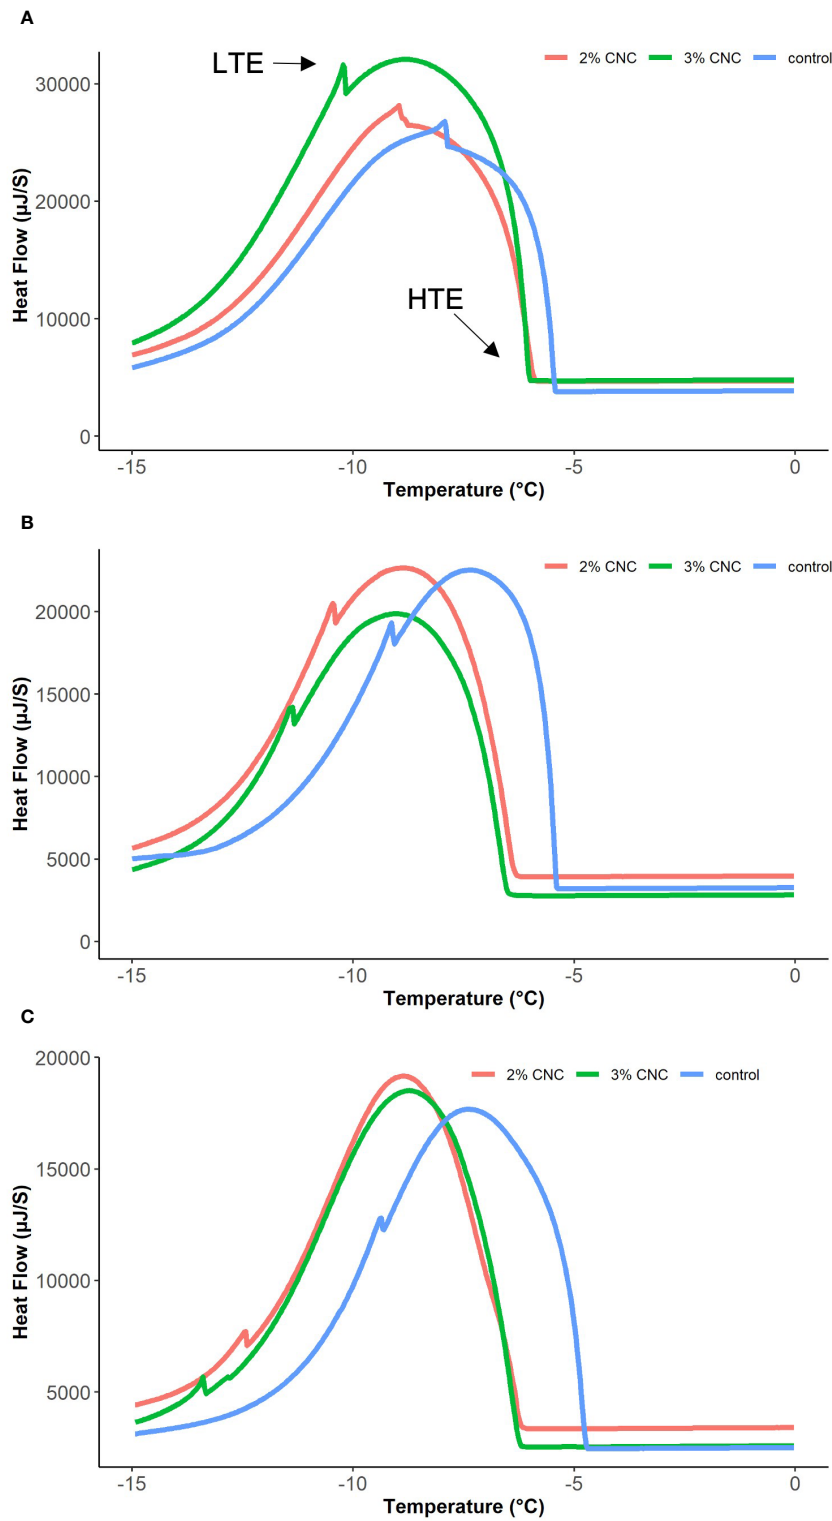 A
LTE
2% CNC 3% CNC control
30000
20000
HTE
10000
0
Heat Flow (µJ/S)
-15 -10 -5 0
Temperature (°C)
B
2% CNC 3% CNC control
20000
15000
10000
5000
0
Heat Flow (µJ/S)
-15 -10 -5 0
Temperature (°C)
C
20000
2% CNC 3% CNC control
15000
10000
5000
Heat Flow (µJ/S)
-15 -10 -5 0
Temperature (°C)